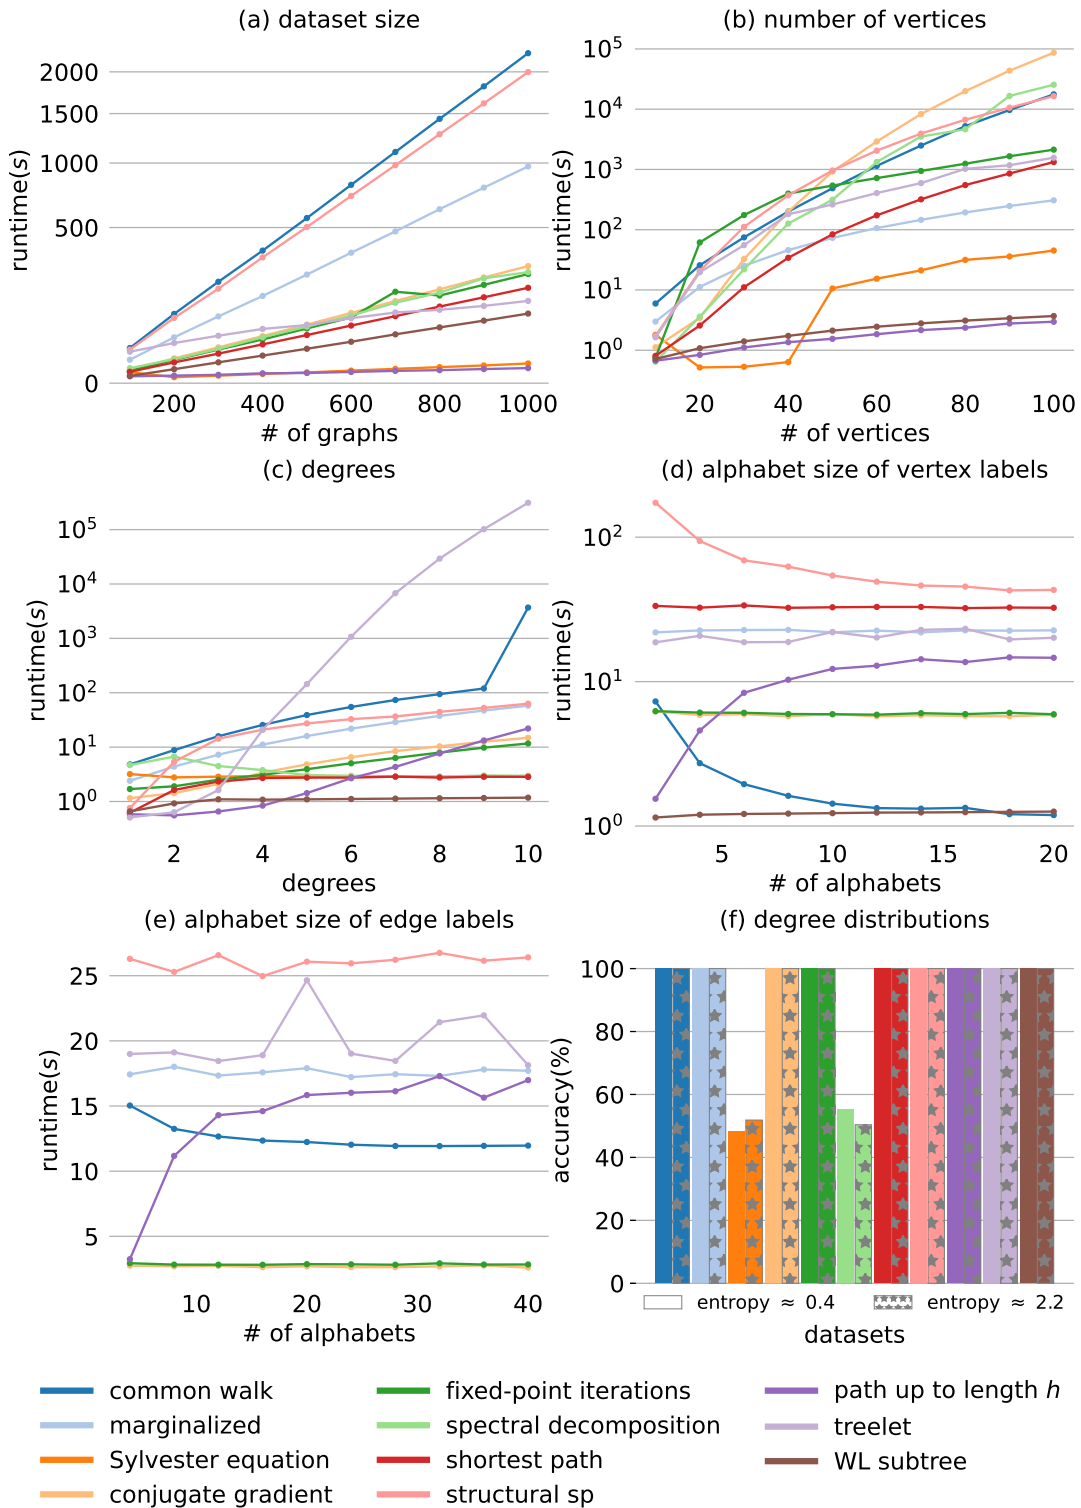 (a) dataset size
2000
1500
1000
500
0
runtime(s)
200 400 600 800 1000
# of graphs
(b) number of vertices
10^5
10^4
10^3
10^2
10^1
10^0
runtime(s)
20 40 60 80 100
# of vertices
(c) degrees
10^5
10^4
10^3
10^2
10^1
10^0
runtime(s)
2 4 6 8 10
degrees
(d) alphabet size of vertex labels
10^2
10^1
10^0
runtime(s)
5 10 15 20
# of alphabets
(e) alphabet size of edge labels
25
20
15
10
5
runtime(s)
10 20 30 40
# of alphabets
(f) degree distributions
100
80
60
40
20
0
accuracy(%)
entropy ≈ 0.4 entropy ≈ 2.2
datasets
common walk
marginalized
Sylvester equation
conjugate gradient
fixed-point iterations
spectral decomposition
shortest path
structural sp
path up to length h
treelet
WL subtree